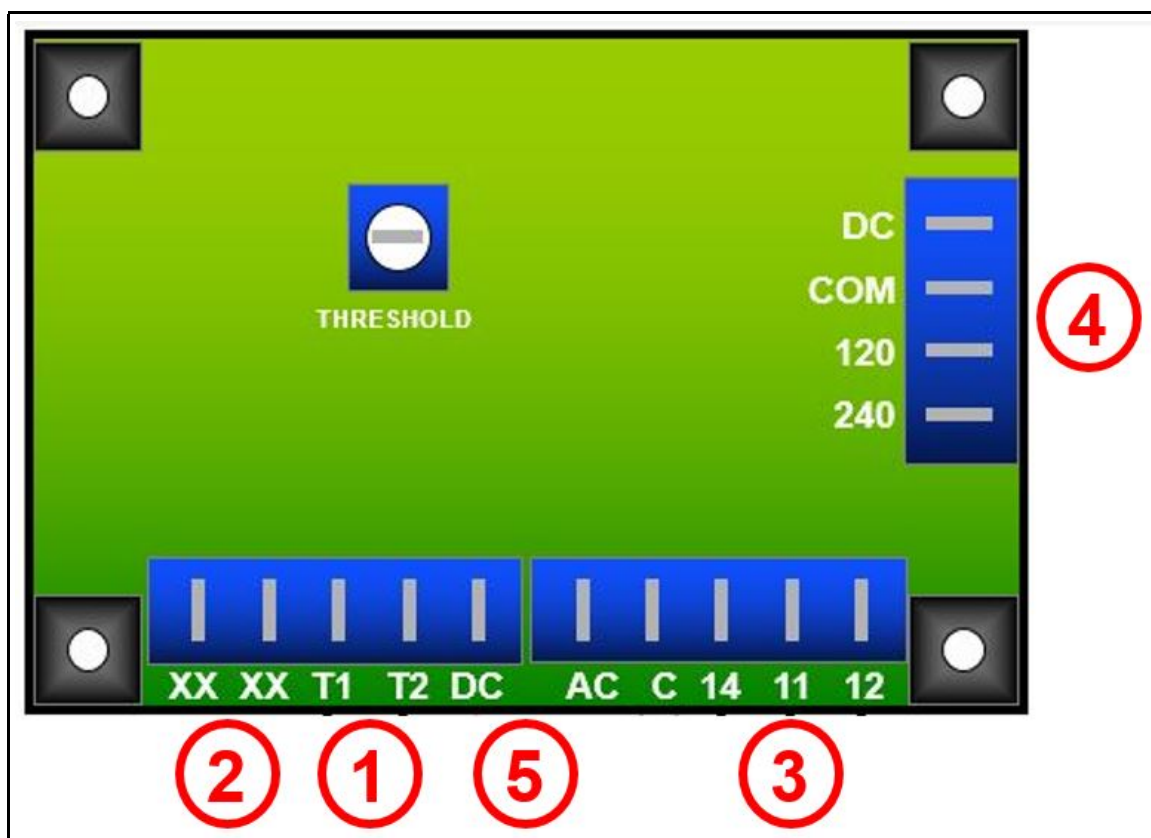 DC
COM
THRESHOLD
120
240
4
XX XX T1 T2 DC AC C 14 11 12
2 1 5 3